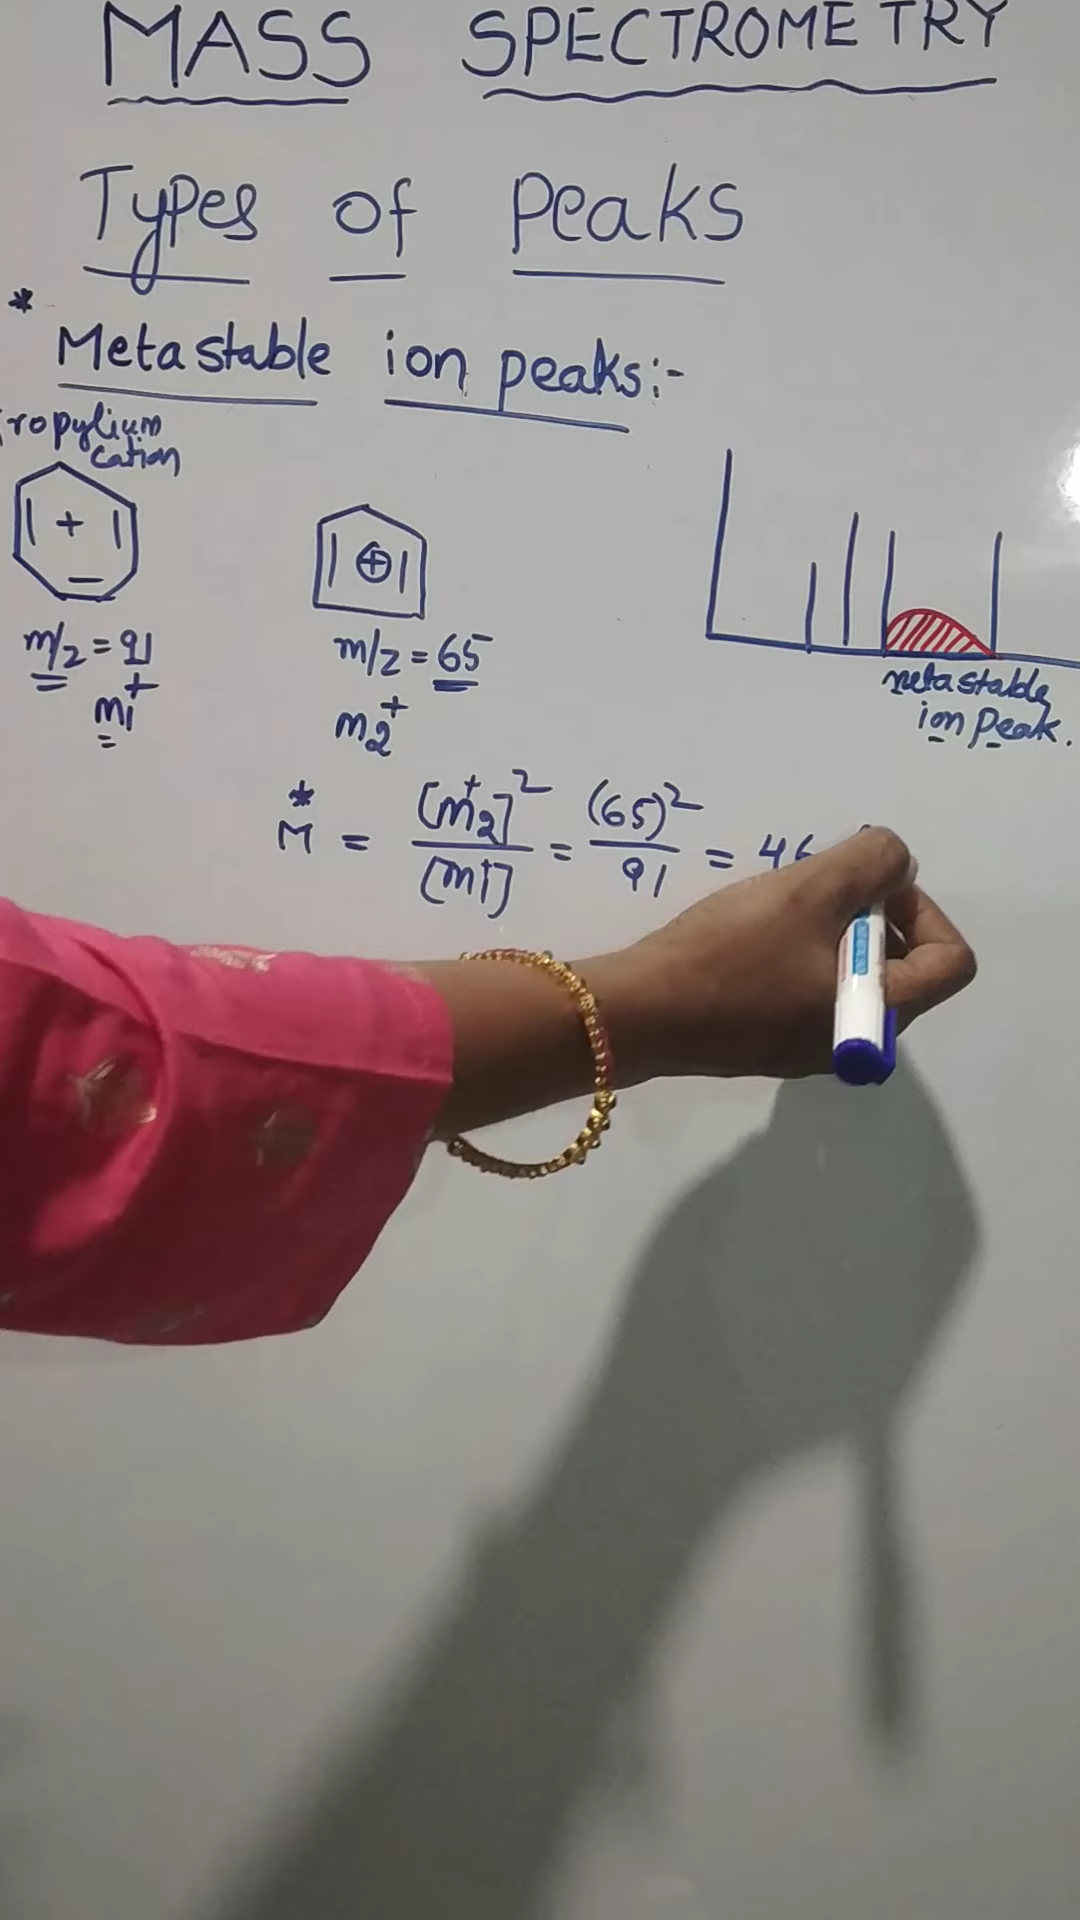 MASS SPECTROMETRY
Types of Peaks
* Metastable ion peaks:-
ropylium
cation
+
m/z = 91
m1+
⊕
m/z = 65
m2+
metastable
ion Peak.
M* = [m2+]² / [m1+] = (65)² / 91 = 46